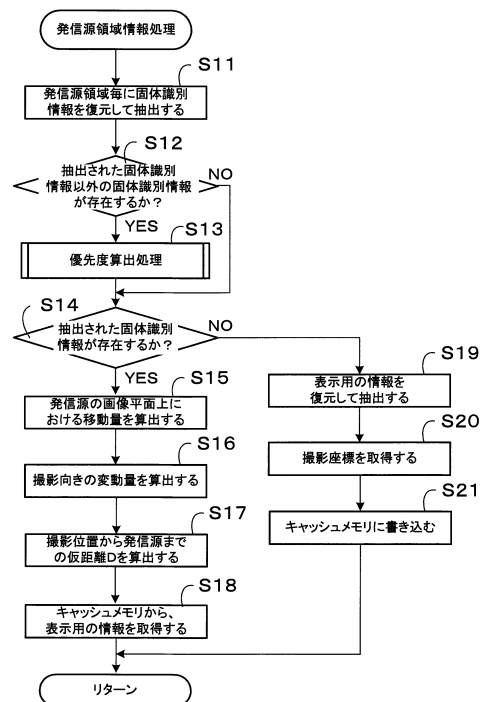 発信源領域情報処理
S11
発信源領域毎に固体識別
情報を復元して抽出する
S12
抽出された固体識別
情報以外の固体識別情報
が存在するか？
NO
YES
S13
優先度算出処理
S14
抽出された固体識別
情報が存在するか？
NO
YES
S15
発信源の画像平面上に
おける移動量を算出する
S16
撮影向きの変動量を算出する
S17
撮影位置から発信源まで
の仮距離Dを算出する
S18
キャッシュメモリから、
表示用の情報を取得する
S19
表示用の情報を
復元して抽出する
S20
撮影座標を取得する
S21
キャッシュメモリに書き込む
リターン